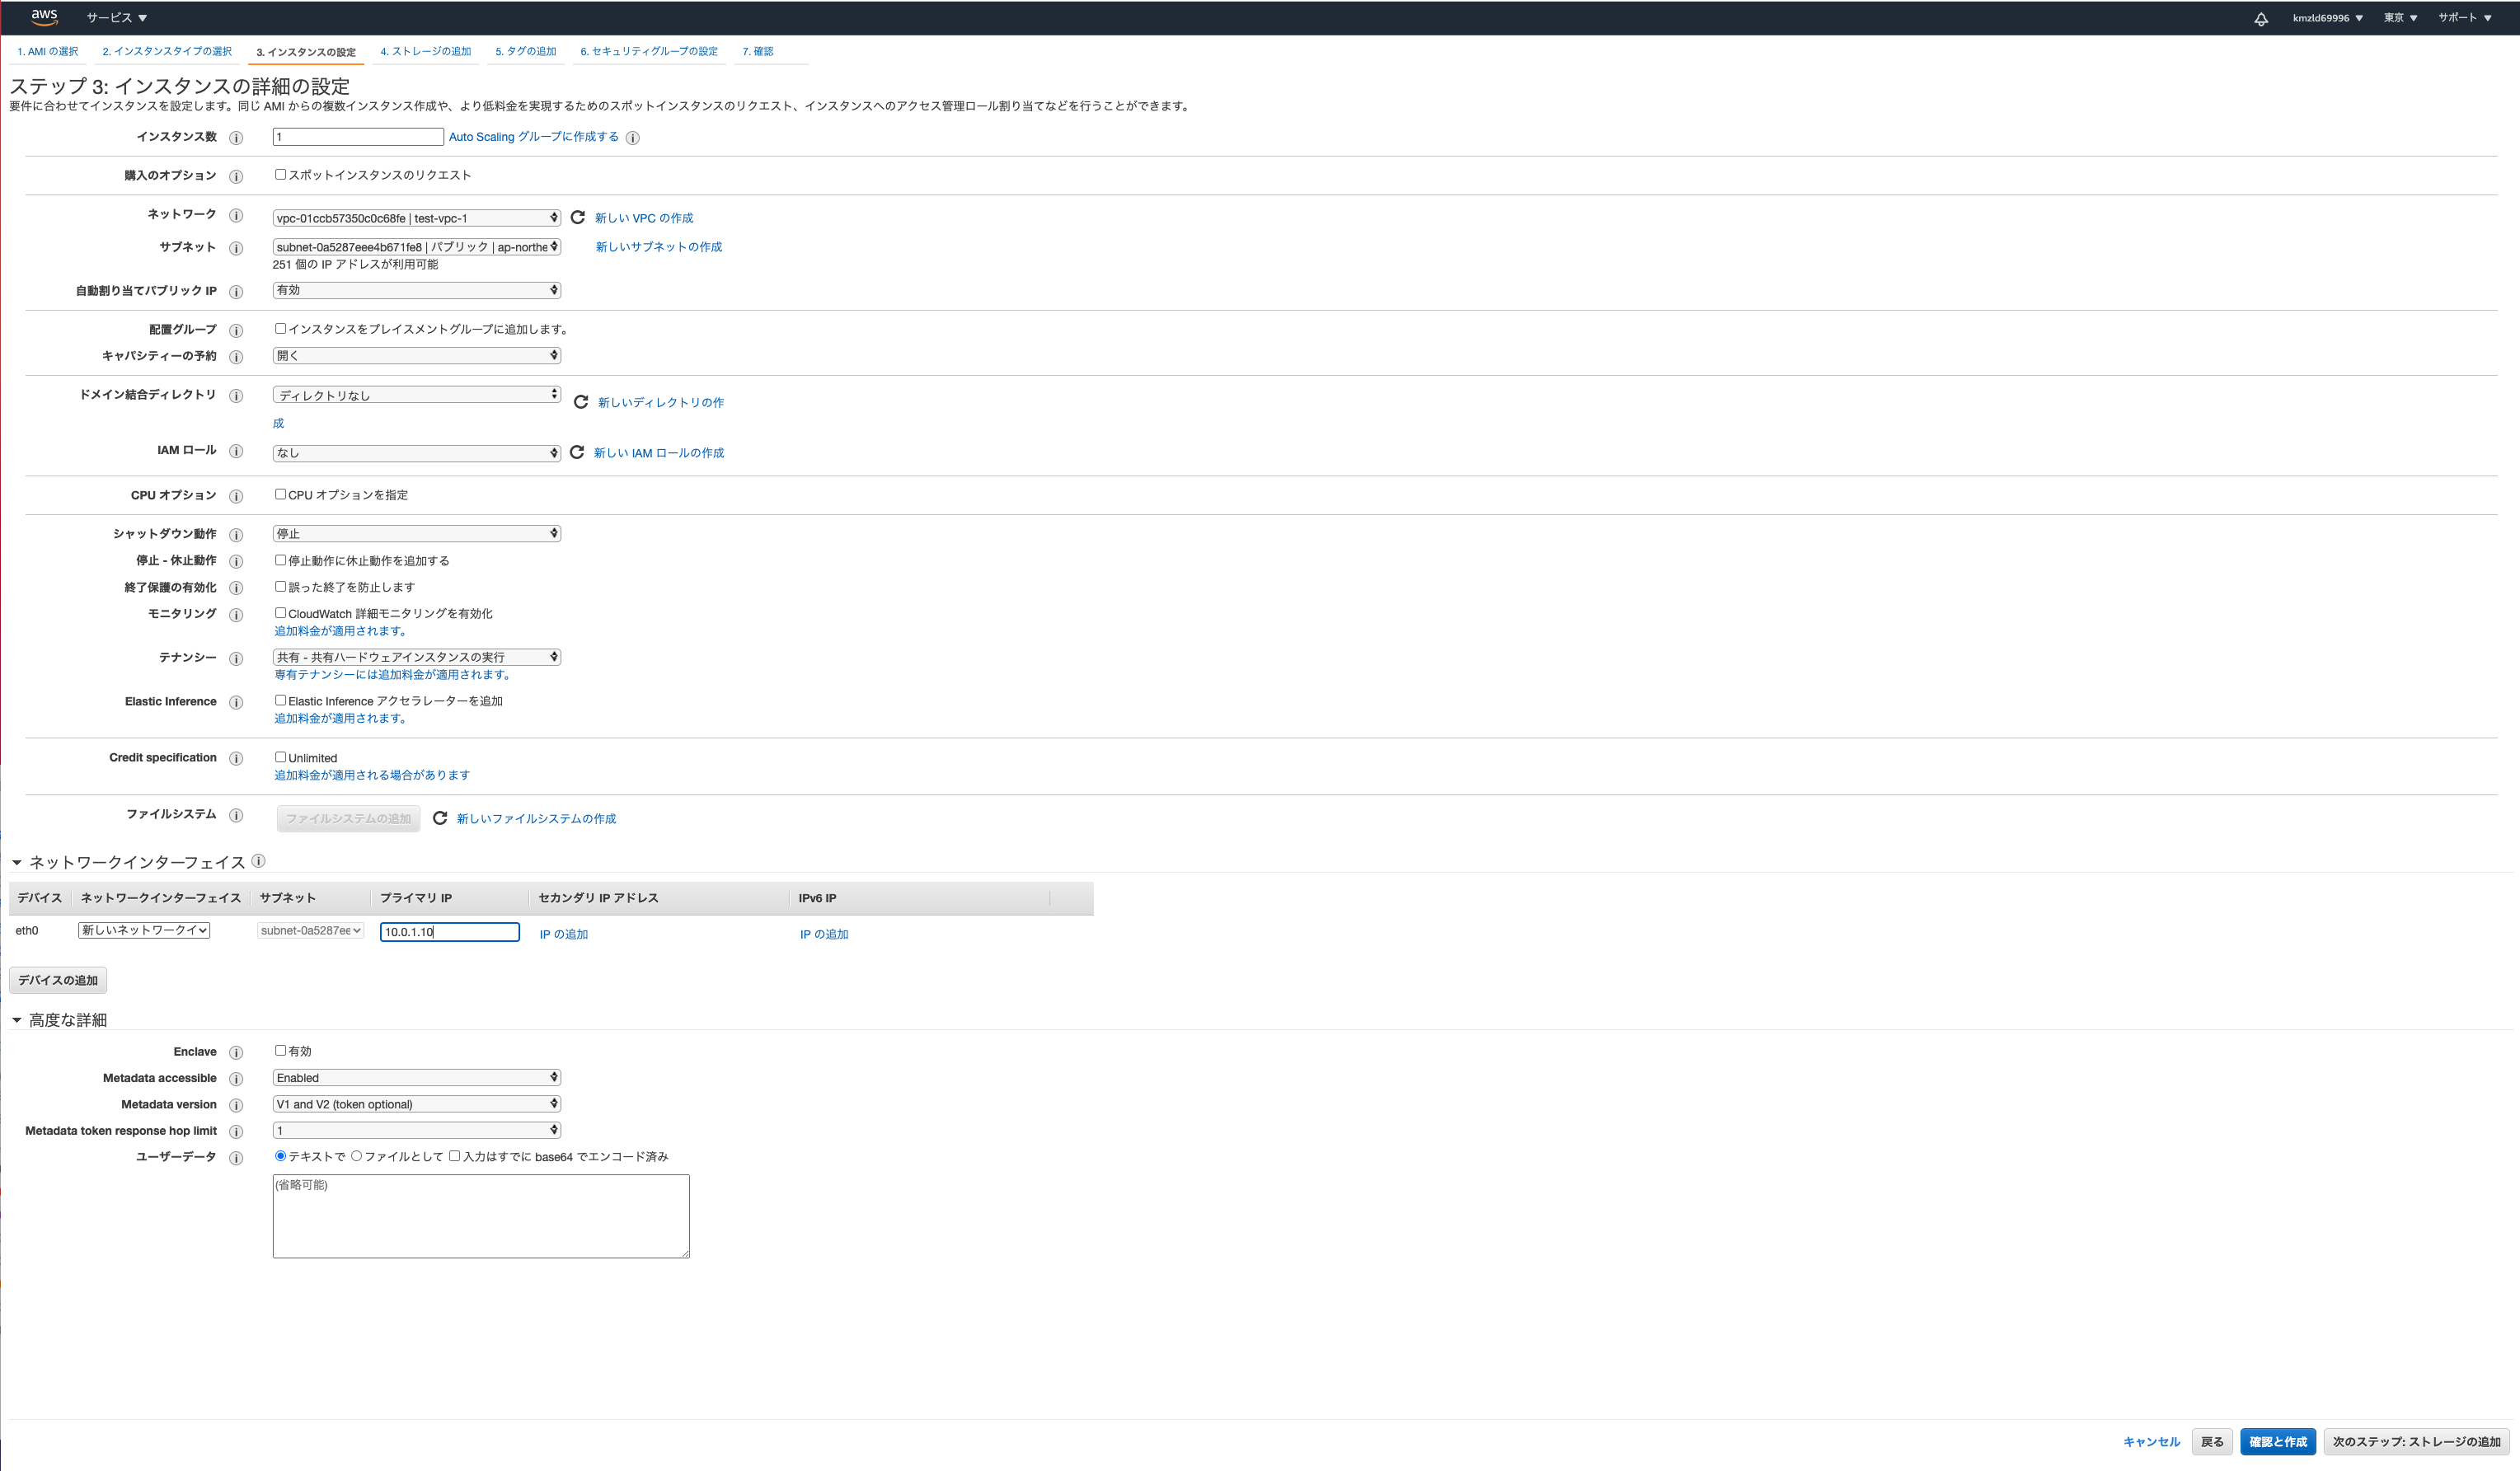 aws サービス kmzld69996 東京 サポート
1. AMI の選択 2. インスタンスタイプの選択 3. インスタンスの設定 4. ストレージの追加 5. タグの追加 6. セキュリティグループの設定 7. 確認
ステップ 3: インスタンスの詳細の設定
要件に合わせてインスタンスを設定します。同じ AMI からの複数インスタンス作成や、より低料金を実現するためのスポットインスタンスのリクエスト、インスタンスへのアクセス管理ロール割り当てなどを行うことができます。
インスタンス数 1 Auto Scaling グループに作成する
購入のオプション スポットインスタンスのリクエスト
ネットワーク vpc-01ccb57350c0c68fe | test-vpc-1 新しい VPC の作成
サブネット subnet-0a5287eee4b671fe8 | パブリック | ap-northe 新しいサブネットの作成
251 個の IP アドレスが利用可能
自動割り当てパブリック IP 有効
配置グループ インスタンスをプレイスメントグループに追加します。
キャパシティーの予約 開く
ドメイン結合ディレクトリ ディレクトリなし 新しいディレクトリの作
成
IAM ロール なし 新しい IAM ロールの作成
CPU オプション CPU オプションを指定
シャットダウン動作 停止
停止 - 休止動作 停止動作に休止動作を追加する
終了保護の有効化 誤った終了を防止します
モニタリング CloudWatch 詳細モニタリングを有効化
追加料金が適用されます。
テナンシー 共有 - 共有ハードウェアインスタンスの実行
専有テナンシーには追加料金が適用されます。
Elastic Inference Elastic Inference アクセラレーターを追加
追加料金が適用されます。
Credit specification Unlimited
追加料金が適用される場合があります
ファイルシステム ファイルシステムの追加 新しいファイルシステムの作成
ネットワークインターフェイス
デバイス ネットワークインターフェイス サブネット プライマリ IP セカンダリ IP アドレス IPv6 IP
eth0 新しいネットワークイ subnet-0a5287ee 10.0.1.10 IP の追加 IP の追加
デバイスの追加
高度な詳細
Enclave 有効
Metadata accessible Enabled
Metadata version V1 and V2 (token optional)
Metadata token response hop limit 1
ユーザーデータ テキストで ファイルとして 入力はすでに base64 でエンコード済み
(省略可能)
キャンセル 戻る 確認と作成 次のステップ: ストレージの追加